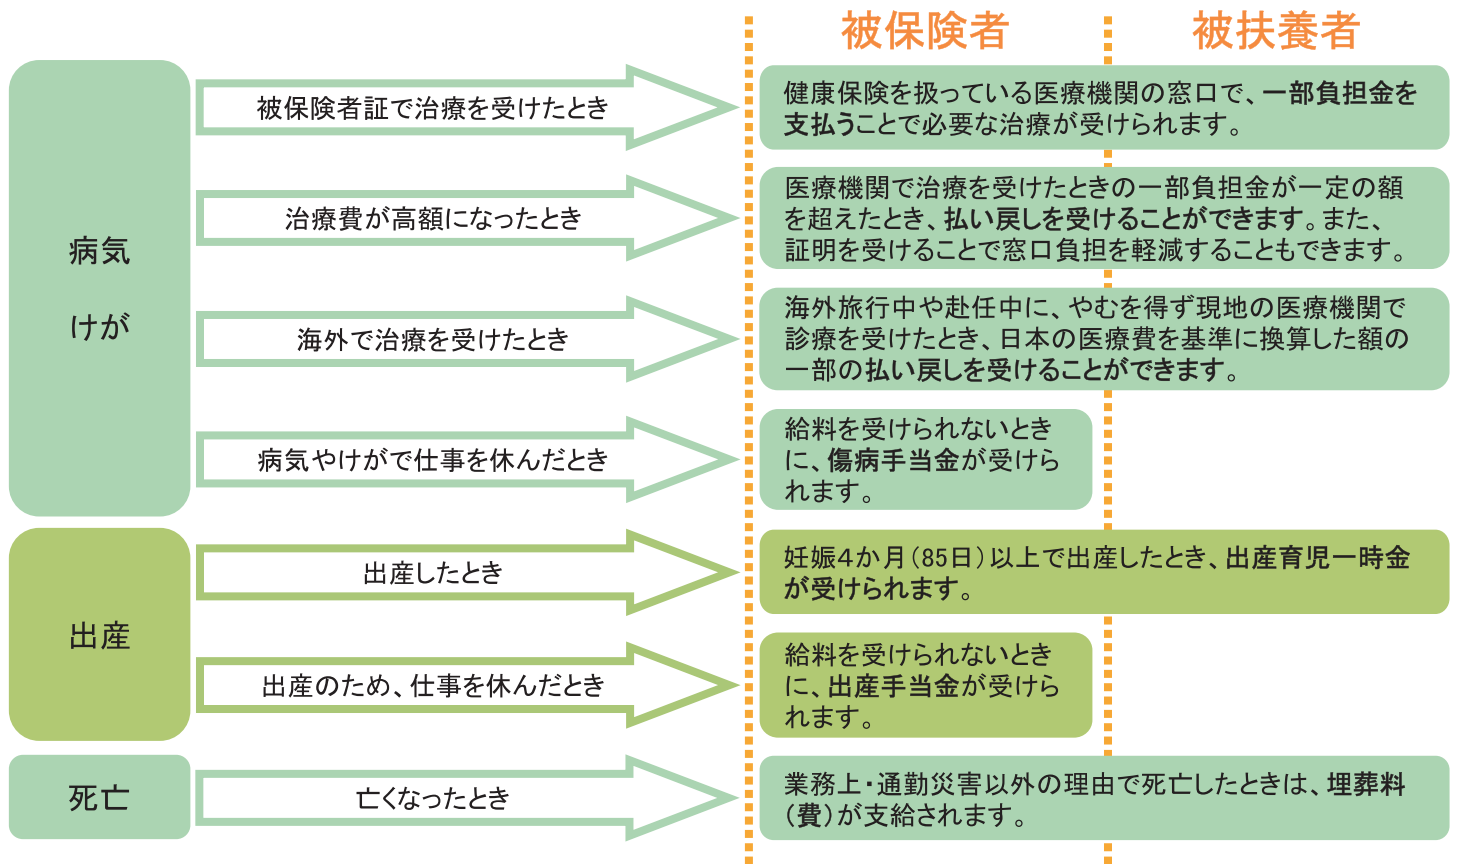 被保険者
被扶養者
病気
けが
被保険者証で治療を受けたとき
健康保険を扱っている医療機関の窓口で、一部負担金を
支払うことで必要な治療が受けられます。
治療費が高額になったとき
医療機関で治療を受けたときの一部負担金が一定の額
を超えたとき、払い戻しを受けることができます。また、
証明を受けることで窓口負担を軽減することもできます。
海外で治療を受けたとき
海外旅行中や赴任中に、やむを得ず現地の医療機関で
診療を受けたとき、日本の医療費を基準に換算した額の
一部の払い戻しを受けることができます。
病気やけがで仕事を休んだとき
給料を受けられないとき
に、傷病手当金が受けら
れます。
出産
出産したとき
妊娠4か月(85日)以上で出産したとき、出産育児一時金
が受けられます。
出産のため、仕事を休んだとき
給料を受けられないとき
に、出産手当金が受けら
れます。
死亡
亡くなったとき
業務上・通勤災害以外の理由で死亡したときは、埋葬料
(費)が支給されます。